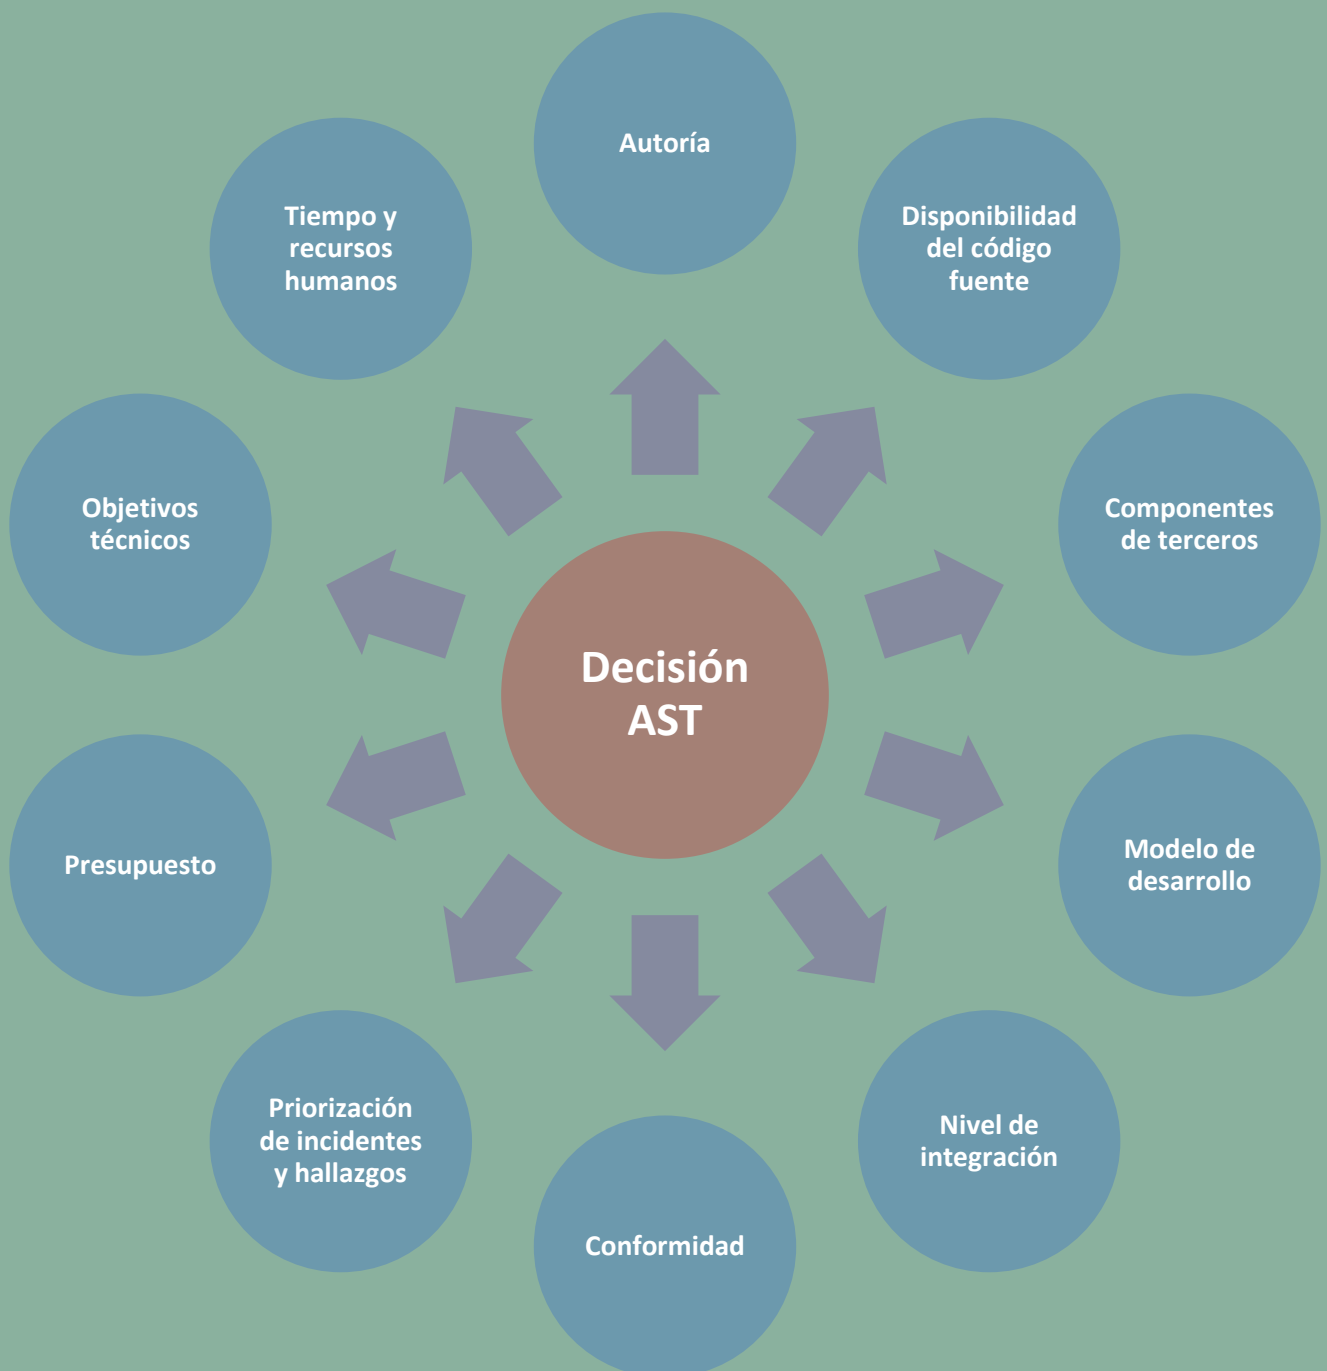 Autoría
Disponibilidad
del código
fuente
Componentes
de terceros
Modelo de
desarrollo
Nivel de
integración
Conformidad
Priorización
de incidentes
y hallazgos
Presupuesto
Objetivos
técnicos
Tiempo y
recursos
humanos
Decisión
AST